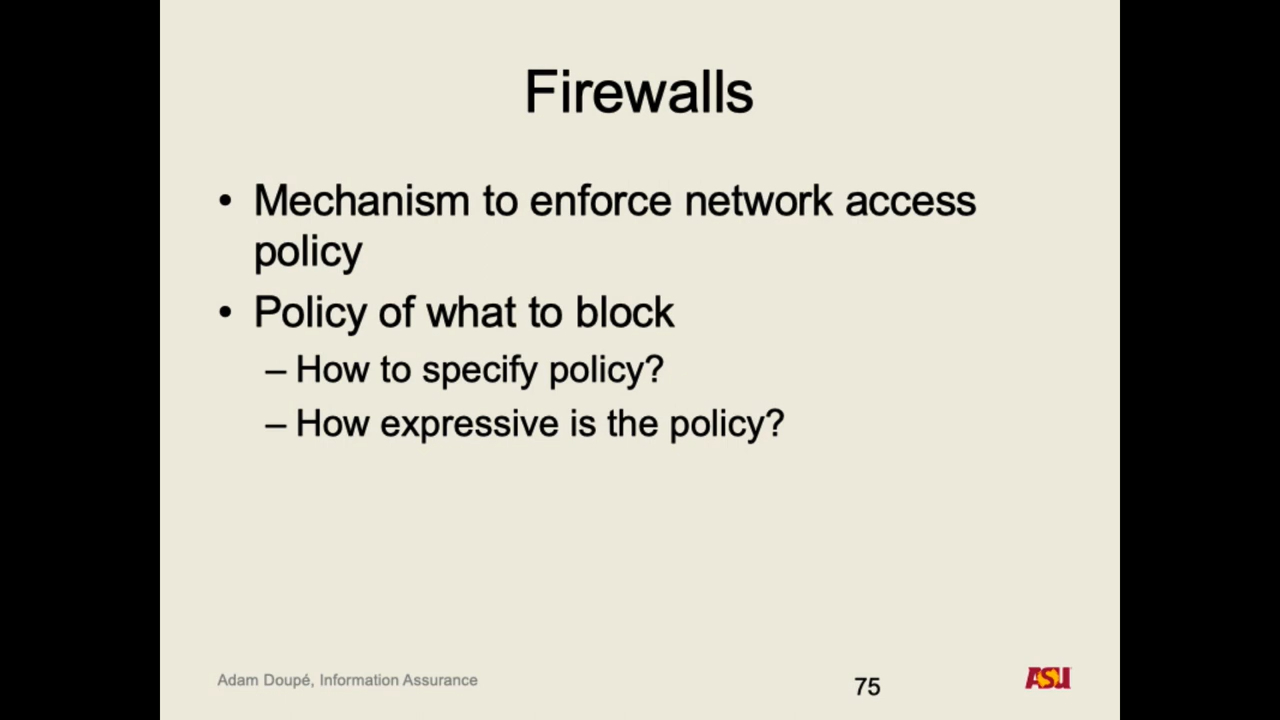 Firewalls
• Mechanism to enforce network access
policy
• Policy of what to block
– How to specify policy?
– How expressive is the policy?
Adam Doupé, Information Assurance
75
ASU